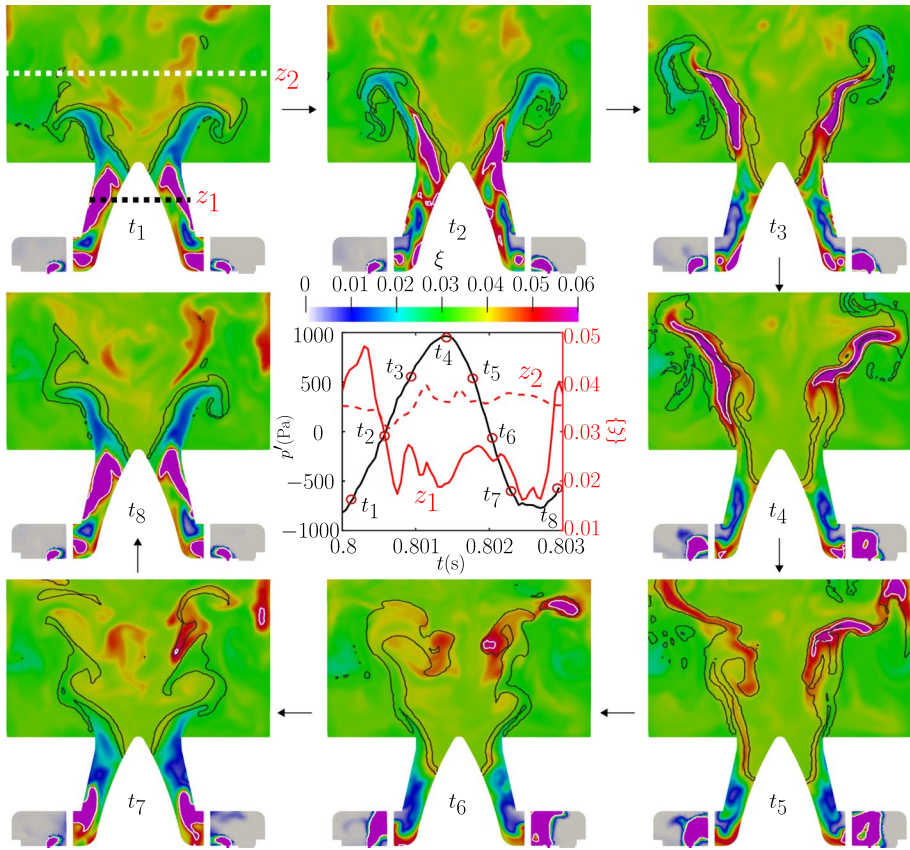 z₂
z₁
t₁
t₂
t₃
ξ
0 0.01 0.02 0.03 0.04 0.05 0.06
1000
500
0
−500
−1000
p′(Pa)
t₁
t₂
t₃
t₄
t₅
t₆
t₇
t₈
z₂
z₁
0.05
0.04
0.03
0.02
0.01
{ξ}
0.8 0.801 0.802 0.803
t(s)
t₈
t₄
t₇
t₆
t₅